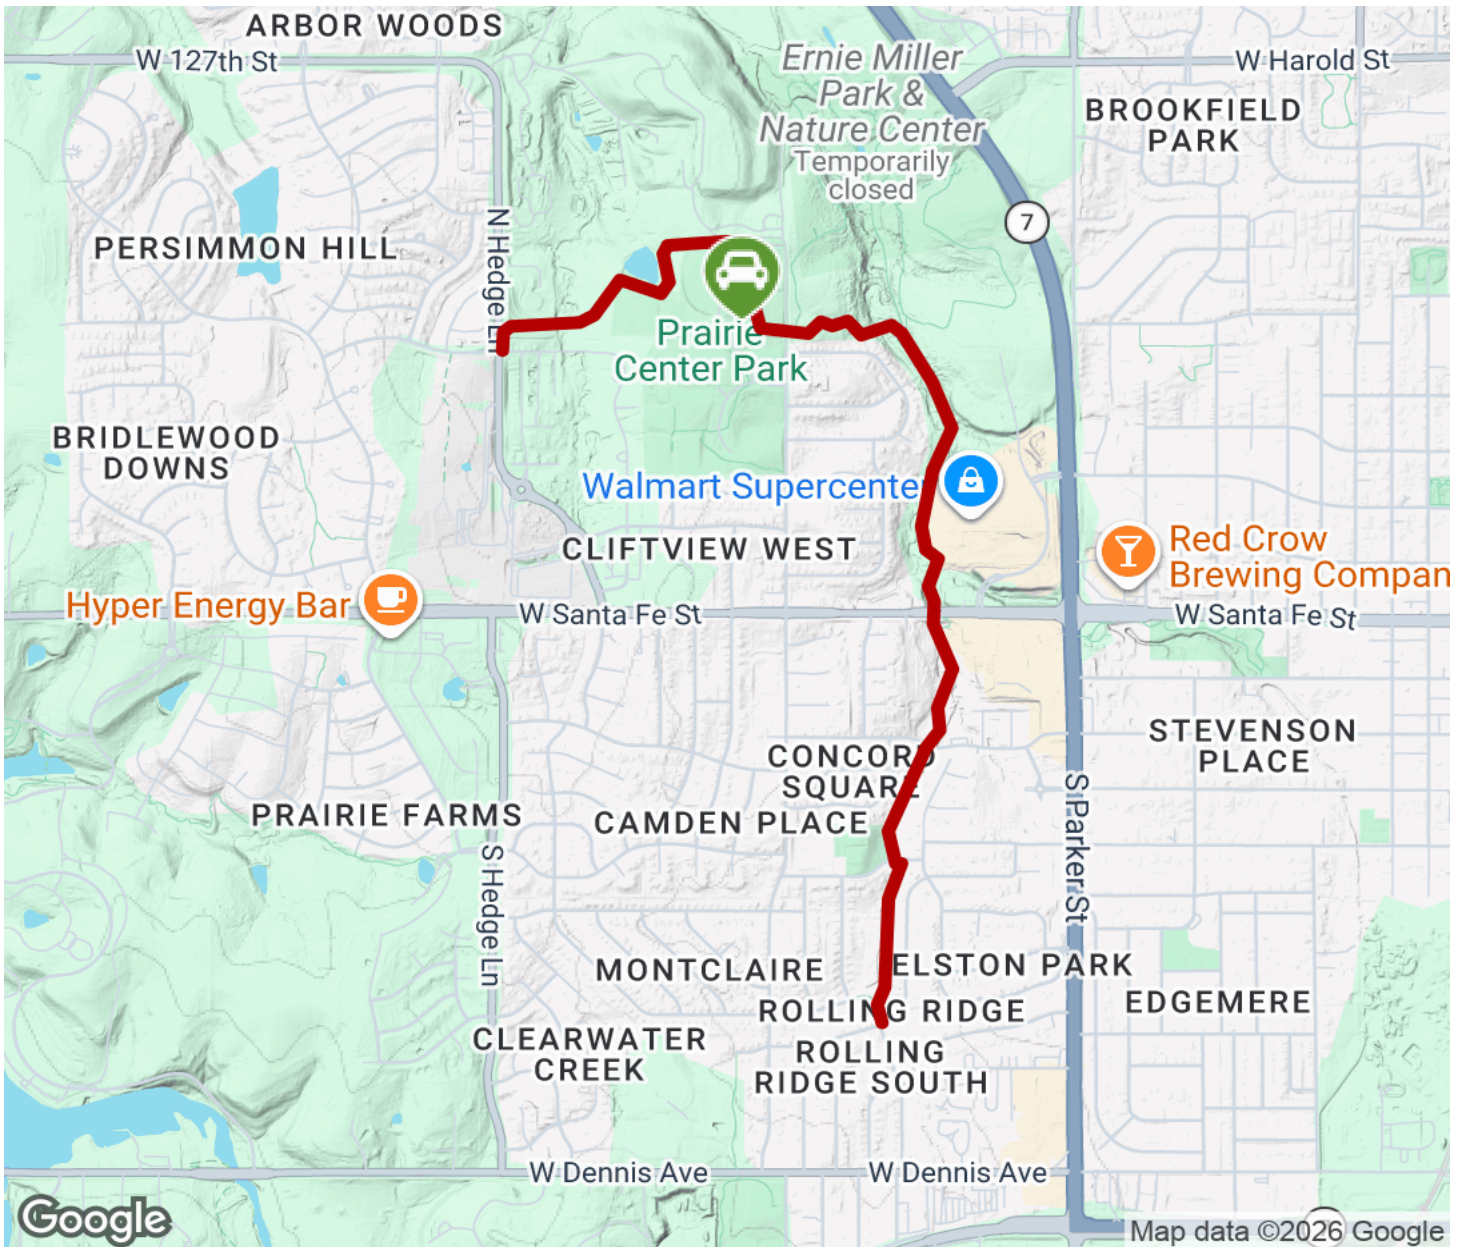 ARBOR WOODS
W 127th St
Ernie Miller
Park &
Nature Center
Temporarily
closed
W Harold St
BROOKFIELD
PARK
7
N Hedge Ln
PERSIMMON HILL
Prairie
Center Park
BRIDLEWOOD
DOWNS
Walmart Supercente
CLIFTVIEW WEST
Red Crow
Brewing Compan
Hyper Energy Bar
W Santa Fe St
W Santa Fe St
STEVENSON
PLACE
CONCORD
SQUARE
PRAIRIE FARMS
CAMDEN PLACE
S Parker St
S Hedge Ln
MONTCLAIRE
ELSTON PARK
ROLLING RIDGE
EDGEMERE
CLEARWATER
CREEK
ROLLING
RIDGE SOUTH
W Dennis Ave
W Dennis Ave
Google
Map data ©2026 Google